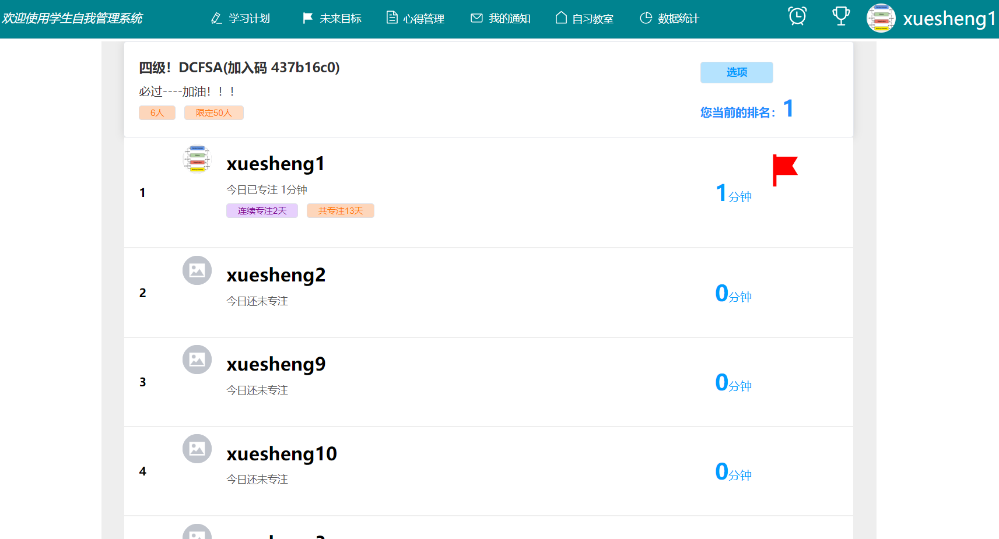 欢迎使用学生自我管理系统 学习计划 未来目标 心得管理 我的通知 自习教室 数据统计 xuesheng1
四级！DCFSA(加入码 437b16c0)
选项
必过----加油！！！
6人 限定50人
您当前的排名：1
xuesheng1
1
今日已专注 1分钟
1分钟
连续专注2天 共专注13天
xuesheng2
2
今日还未专注
0分钟
xuesheng9
3
今日还未专注
0分钟
xuesheng10
4
今日还未专注
0分钟